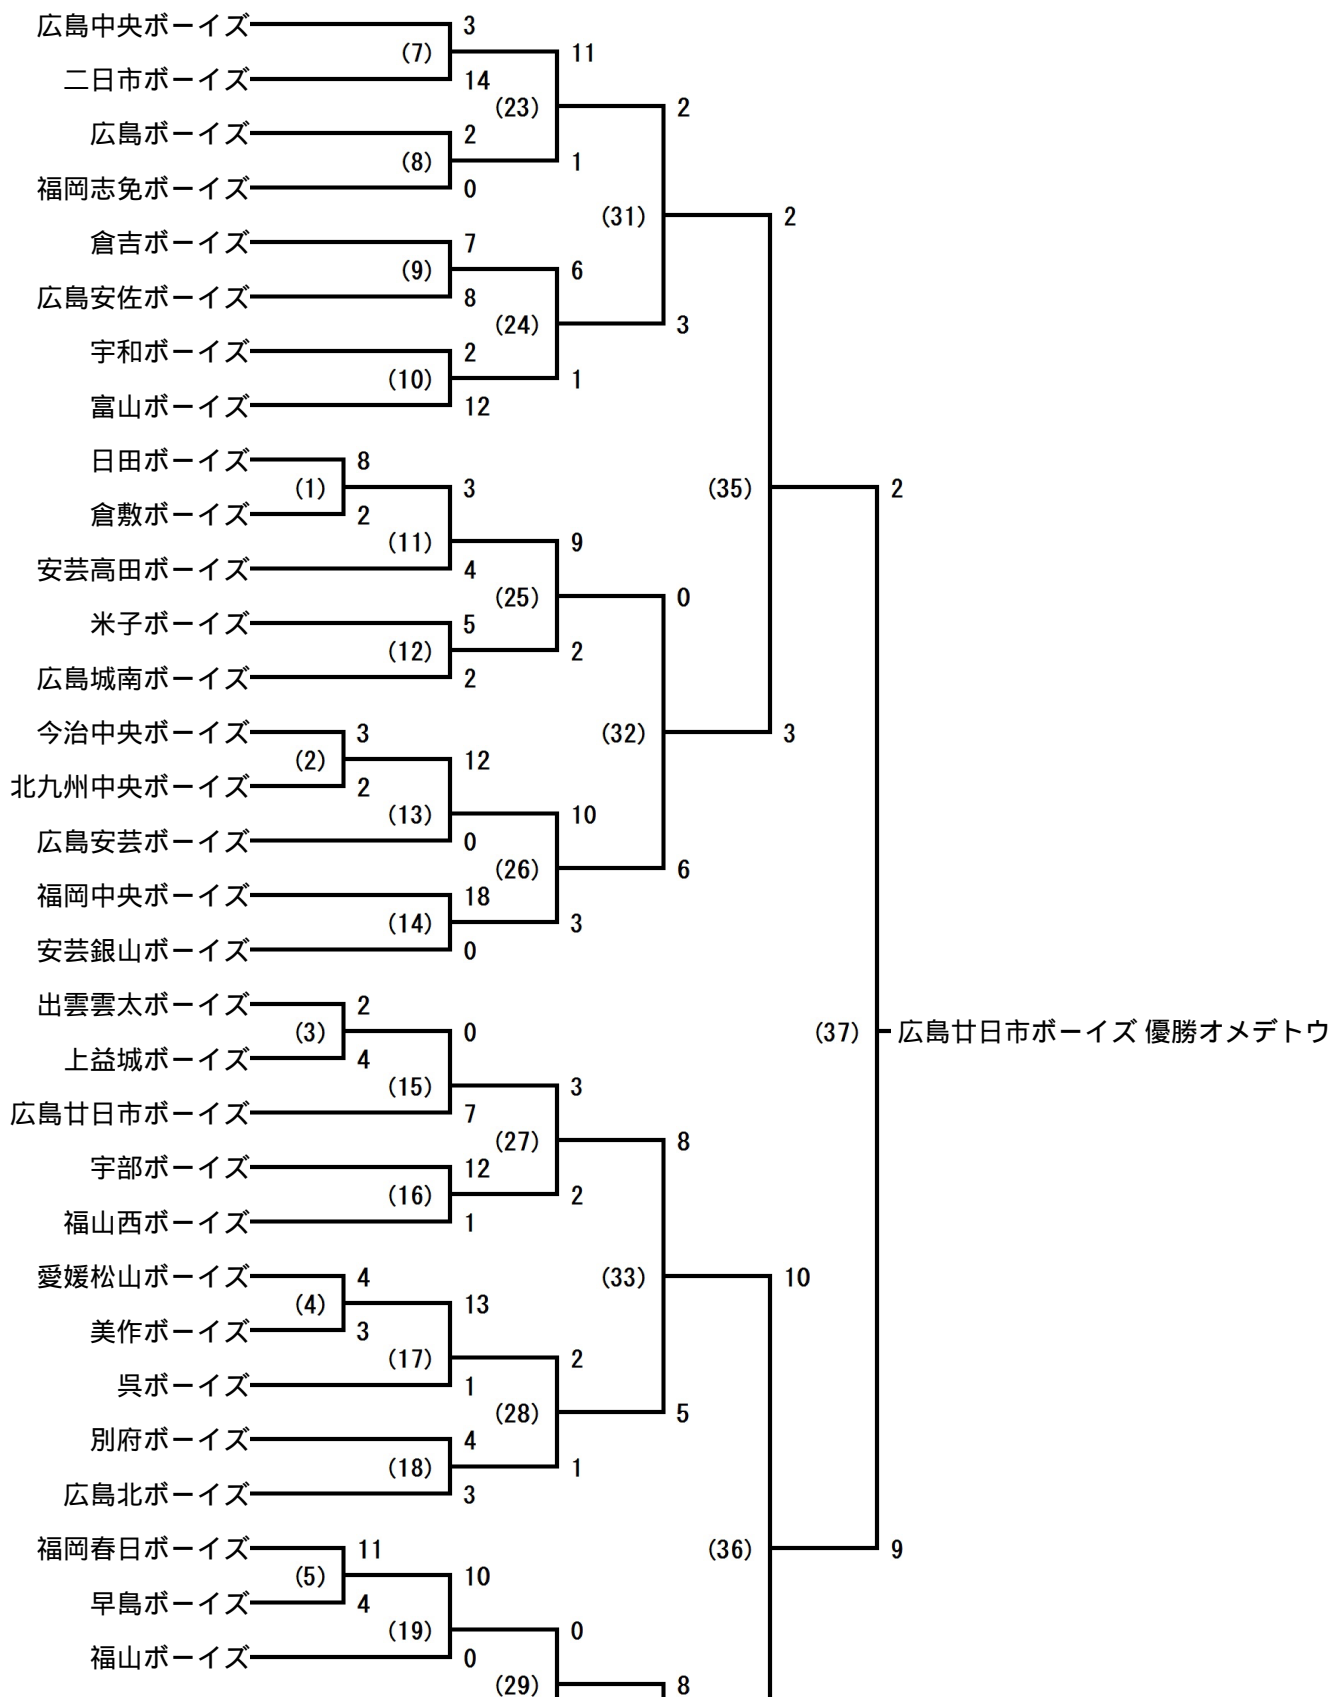 広島中央ボーイズ 3
(7) 11
二日市ボーイズ 14
(23) 2
広島ボーイズ 2
(8) 1
福岡志免ボーイズ 0
(31) 2
倉吉ボーイズ 7
(9) 6
広島安佐ボーイズ 8
(24) 3
宇和ボーイズ 2
(10) 1
富山ボーイズ 12
日田ボーイズ 8
(1) 3 (35) 2
倉敷ボーイズ 2
(11) 9
安芸高田ボーイズ 4
(25) 0
米子ボーイズ 5
(12) 2
広島城南ボーイズ 2
今治中央ボーイズ 3 (32) 3
(2) 12
北九州中央ボーイズ 2
(13) 10
広島安芸ボーイズ 0
(26) 6
福岡中央ボーイズ 18
(14) 3
安芸銀山ボーイズ 0
出雲雲太ボーイズ 2
(3) 0 (37) 広島廿日市ボーイズ 優勝オメデトウ
上益城ボーイズ 4
(15) 3
広島廿日市ボーイズ 7
(27) 8
宇部ボーイズ 12
(16) 2
福山西ボーイズ 1
愛媛松山ボーイズ 4 (33) 10
(4) 13
美作ボーイズ 3
(17) 2
呉ボーイズ 1
(28) 5
別府ボーイズ 4
(18) 1
広島北ボーイズ 3
福岡春日ボーイズ 11 (36) 9
(5) 10
早島ボーイズ 4
(19) 0
福山ボーイズ 0
(29) 8